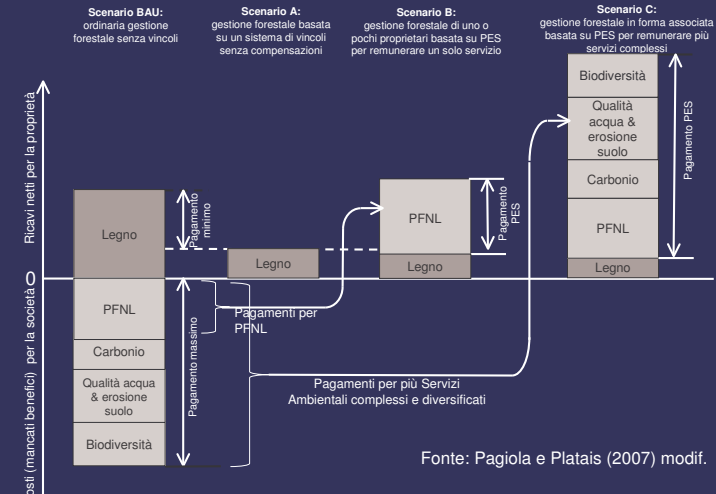 Scenario BAU:
ordinaria gestione
forestale senza vincoli
Scenario A:
gestione forestale basata
su un sistema di vincoli
senza compensazioni
Scenario B:
gestione forestale di uno o
pochi proprietari basata su PES
per remunerare un solo servizio
Scenario C:
gestione forestale in forma associata
basata su PES per remunerare più
servizi complessi
Ricavi netti per la proprietà
0
osti (mancati benefici) per la società
Legno
Pagamento
minimo
PFNL
Carbonio
Qualità acqua
& erosione
suolo
Biodiversità
Pagamento massimo
Legno
Pagamenti per
PFNL
Pagamenti per più Servizi
Ambientali complessi e diversificati
PFNL
Legno
Pagamento
PES
Biodiversità
Qualità
acqua &
erosione
suolo
Carbonio
PFNL
Legno
Pagamento PES
Fonte: Pagiola e Platais (2007) modif.